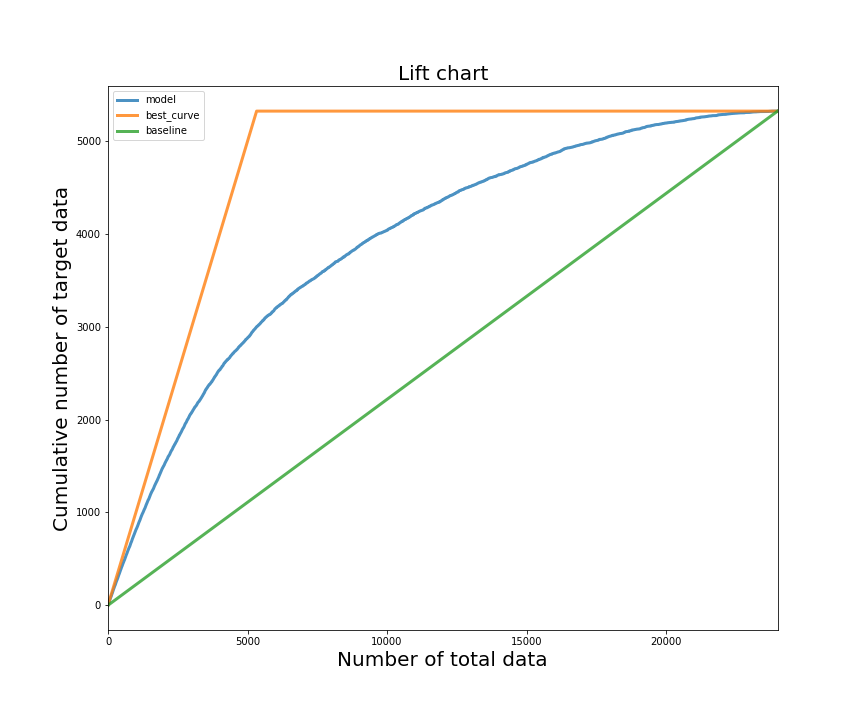 Lift chart
model
best_curve
baseline
Cumulative number of target data
5000
4000
3000
2000
1000
0
0 5000 10000 15000 20000
Number of total data